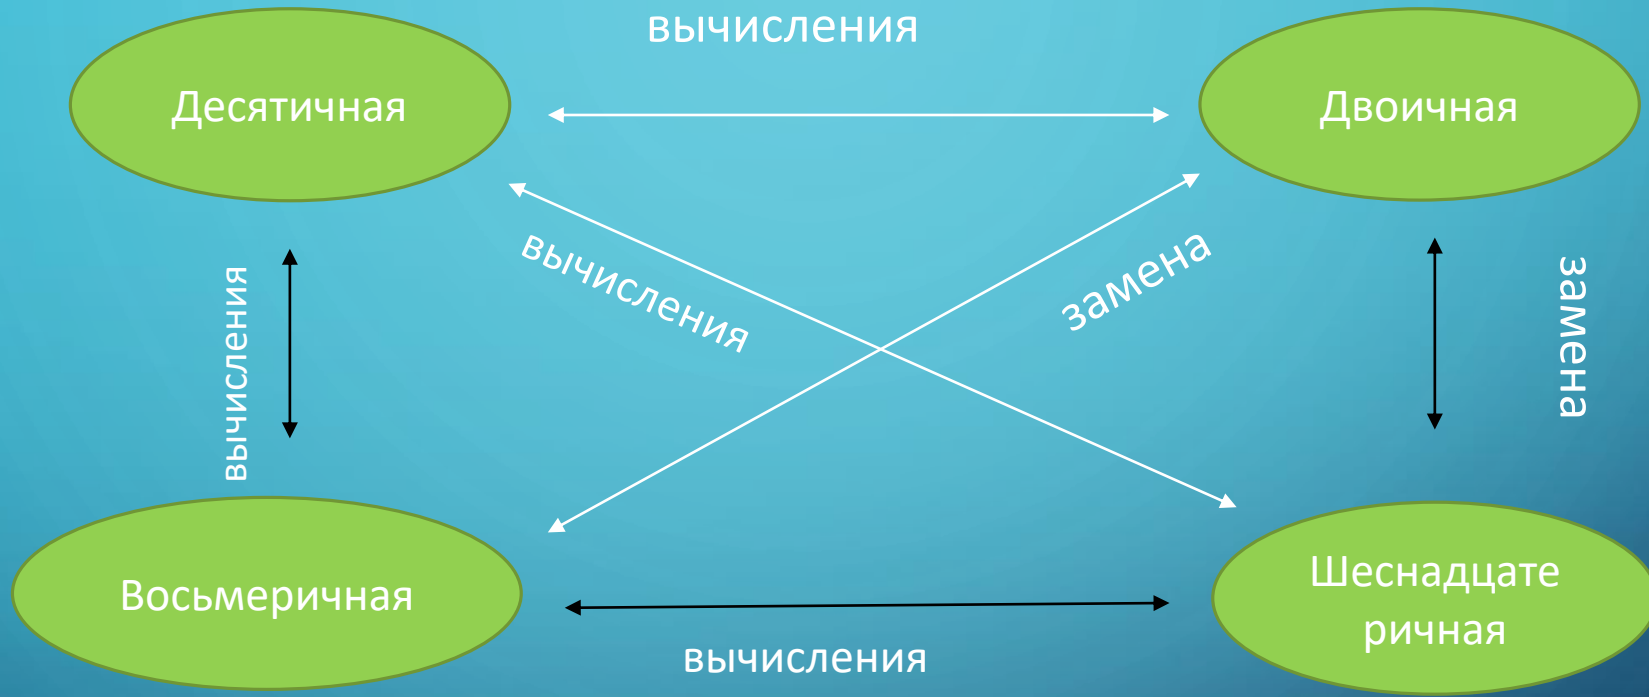 вычисления
Десятичная
Двоичная
вычисления
замена
замена
вычисления
Восьмеричная
Шеснадцате
ричная
вычисления